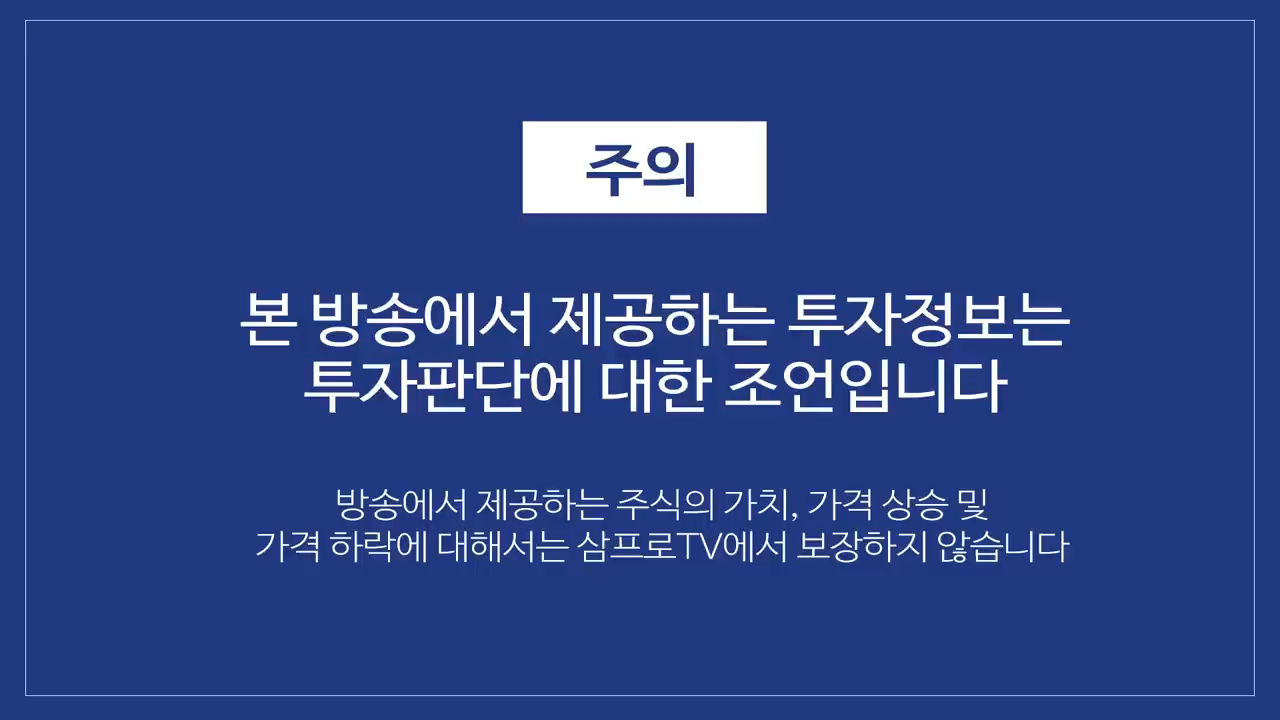 주의
본 방송에서 제공하는 투자정보는
투자판단에 대한 조언입니다
방송에서 제공하는 주식의 가치, 가격 상승 및
가격 하락에 대해서는 삼프로TV에서 보장하지 않습니다